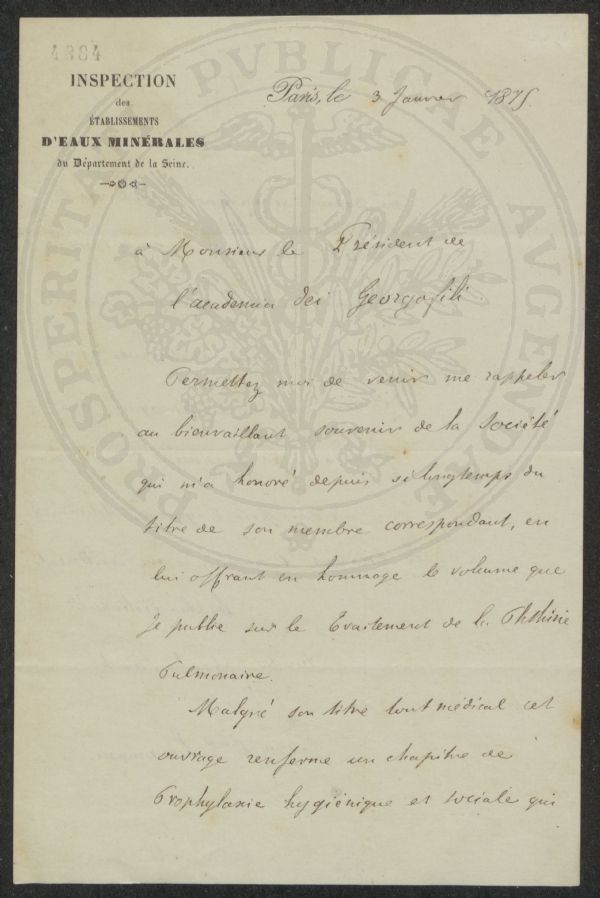 4384
INSPECTION
des
ÉTABLISSEMENTS
D'EAUX MINÉRALES
du Département de la Seine.
Paris, le 3 Janvier 1875
à Monsieur le Président de
l'academia dei Georgofili
Permettez moi de venir me rappeler
au bienvaillant souvenir de la Société
qui m'a honoré depuis si longtemps du
titre de son membre correspondant, en
lui offrant en hommage le volume que
je publie sur le Traitement de la Phthisie
Pulmonaire.
Malgré son titre tout médical cet
ouvrage renferme un chapitre de
Prophylaxie hygiénique et sociale qui
PROSPERITATI PVBLICAE AVGENDAE